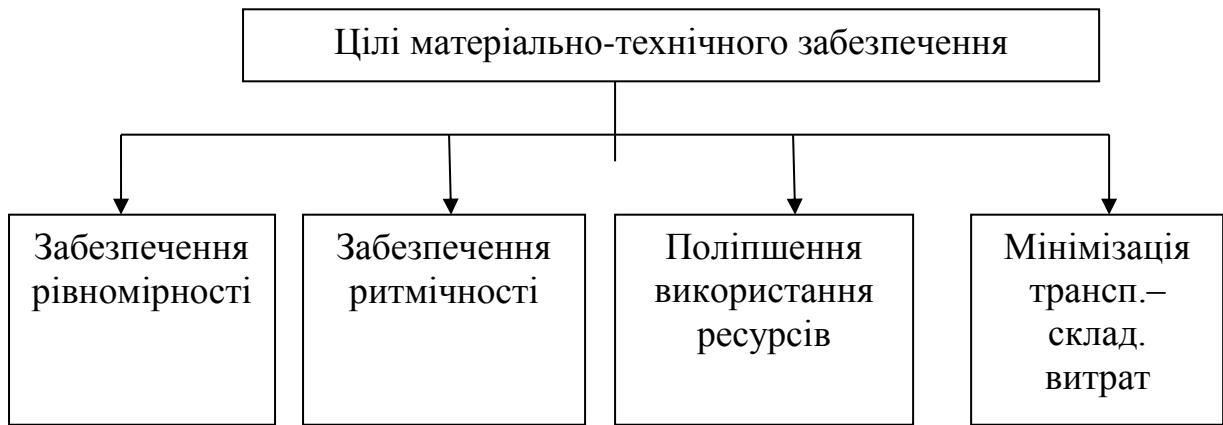 Цілі матеріально-технічного забезпечення
Забезпечення
рівномірності
Забезпечення
ритмічності
Поліпшення
використання
ресурсів
Мінімізація
трансп.–
склад.
витрат